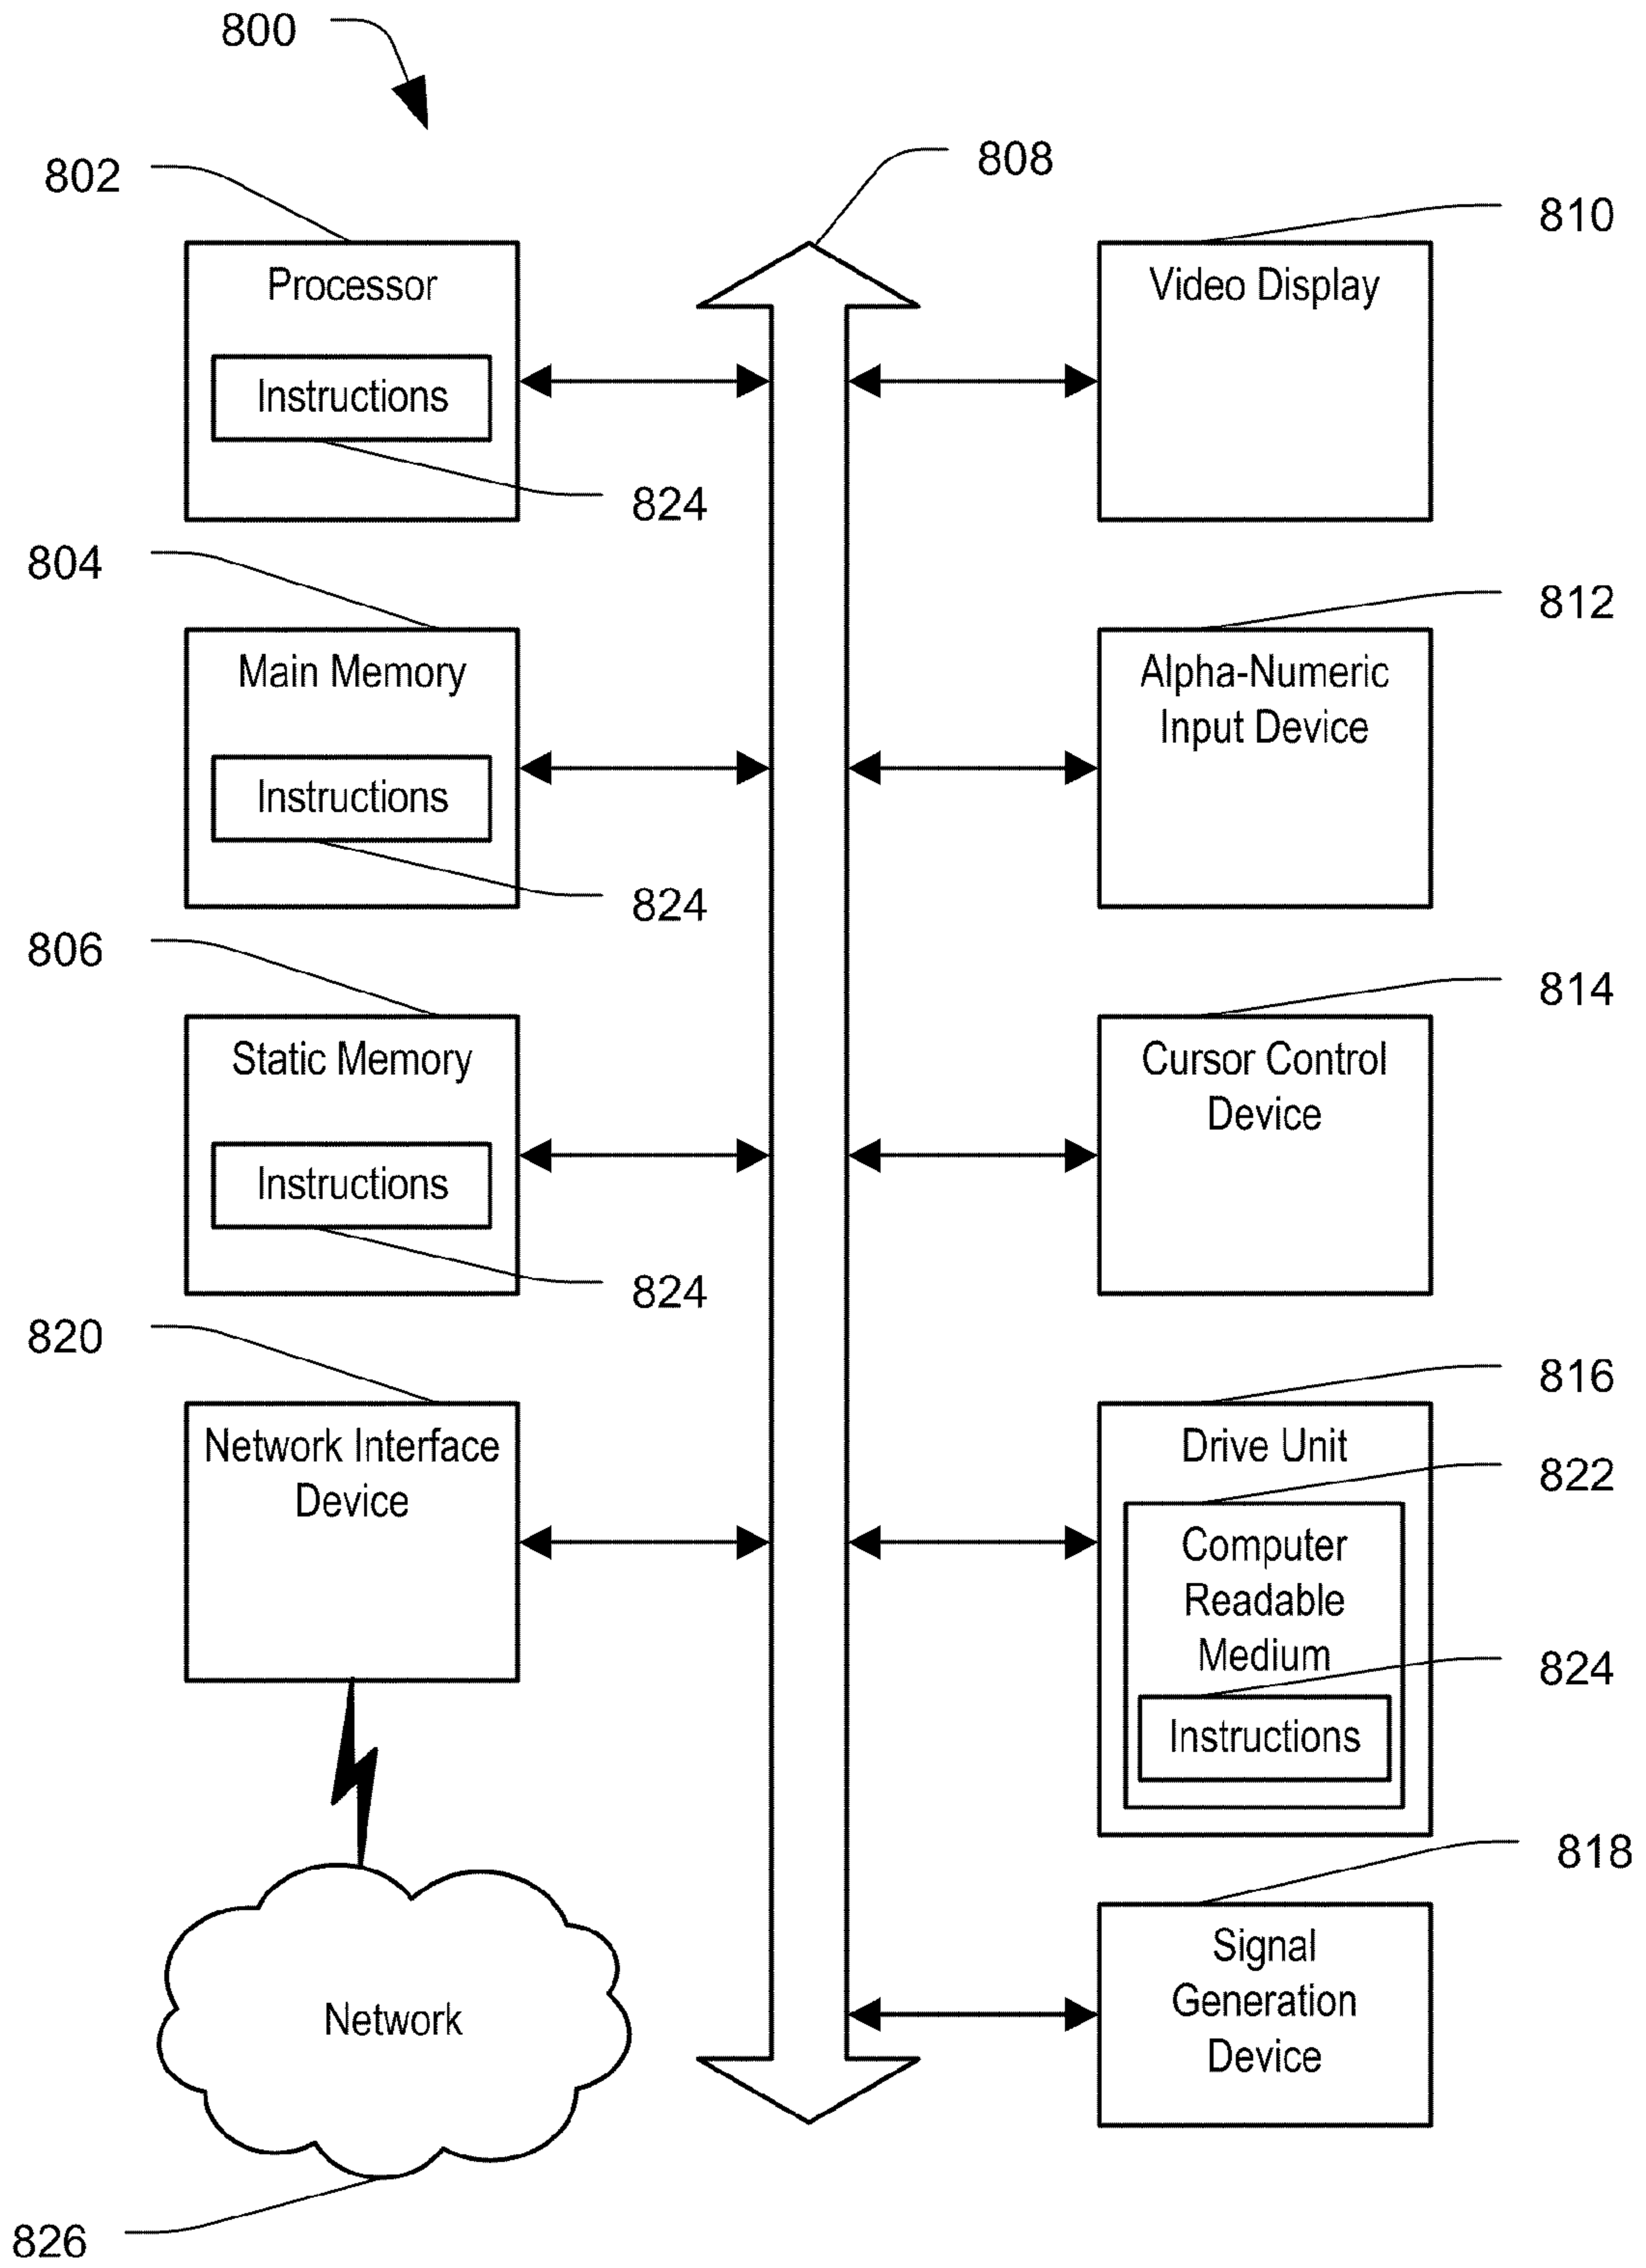 800
802
808
810
Processor
Video Display
Instructions
824
804
812
Main Memory
Alpha-Numeric
Input Device
Instructions
824
806
814
Static Memory
Cursor Control
Device
Instructions
824
820
816
Network Interface
Device
Drive Unit
822
Computer
Readable
Medium
824
Instructions
818
Signal
Generation
Device
Network
826